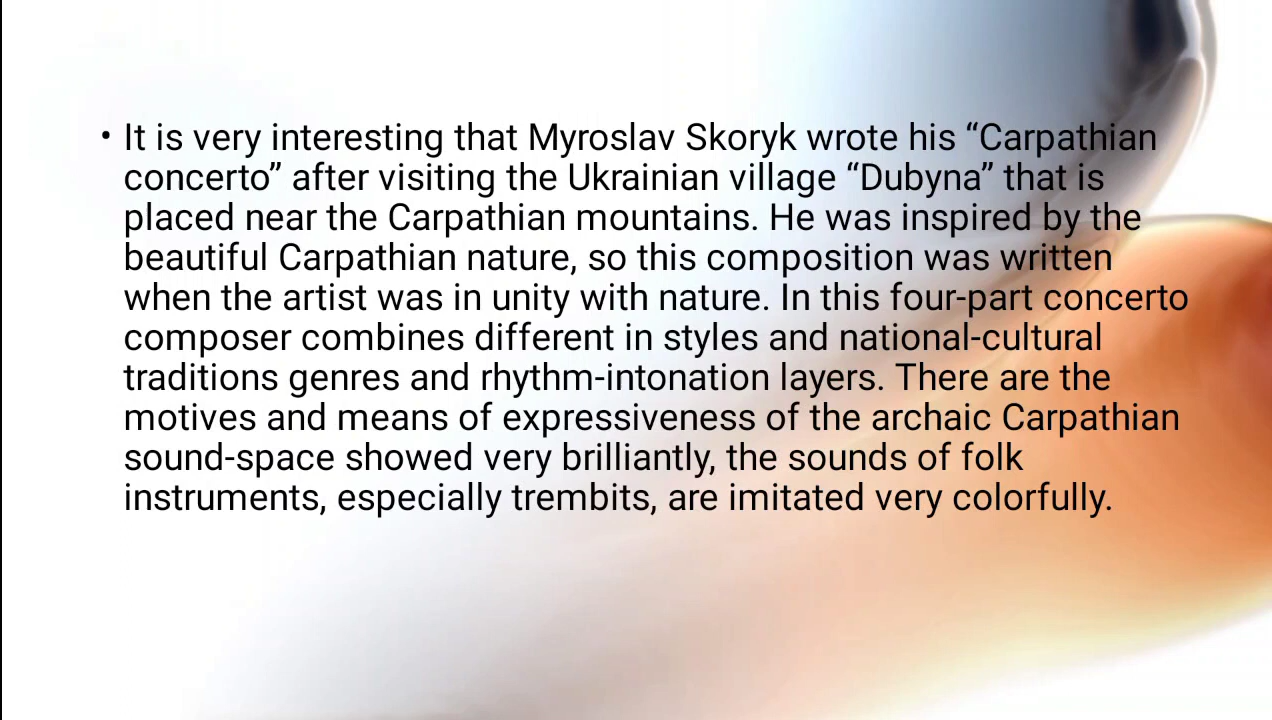 • It is very interesting that Myroslav Skoryk wrote his “Carpathian
concerto” after visiting the Ukrainian village “Dubyna” that is
placed near the Carpathian mountains. He was inspired by the
beautiful Carpathian nature, so this composition was written
when the artist was in unity with nature. In this four-part concerto
composer combines different in styles and national-cultural
traditions genres and rhythm-intonation layers. There are the
motives and means of expressiveness of the archaic Carpathian
sound-space showed very brilliantly, the sounds of folk
instruments, especially trembits, are imitated very colorfully.